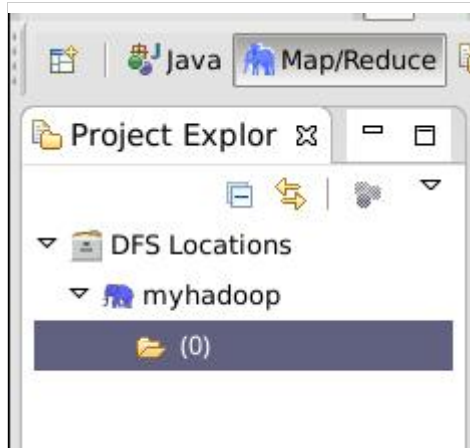 Java Map/Reduce
Project Explor
DFS Locations
myhadoop
(0)